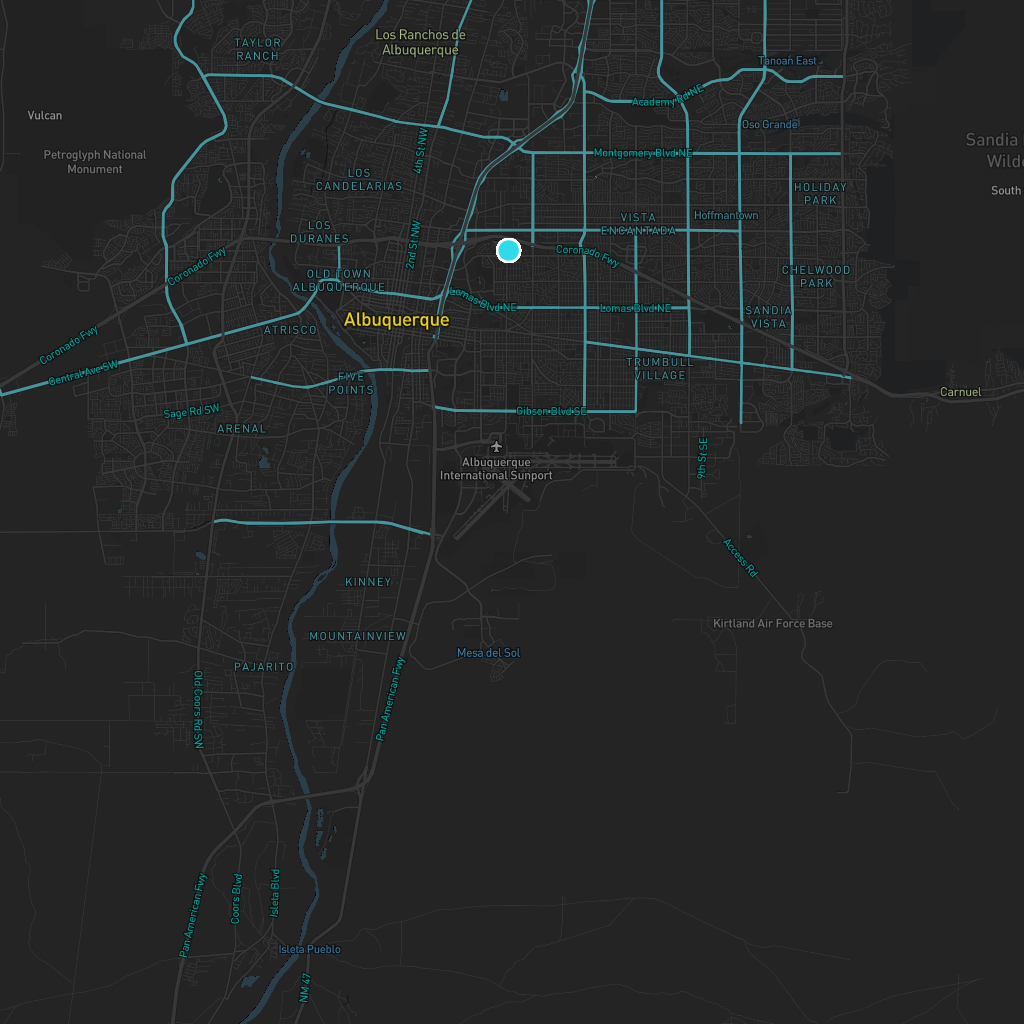 Los Ranchos de
Albuquerque
TAYLOR
RANCH
Tanoan East
Academy Rd NE
Vulcan
Oso Grande
4th St NW
Petroglyph National
Monument
Montgomery Blvd NE
Sandia
Wilde
South
LOS
CANDELARIAS
HOLIDAY
PARK
LOS
DURANES
2nd St NW
VISTA
ENCANTADA
Hoffmantown
Coronado Fwy
Coronado Fwy
OLD TOWN
ALBUQUERQUE
CHELWOOD
PARK
Lomas Blvd NE
Lomas Blvd NE
SANDIA
VISTA
Albuquerque
ATRISCO
Coronado Fwy
Central Ave SW
FIVE
POINTS
TRUMBULL
VILLAGE
Carnuel
Sage Rd SW
Gibson Blvd SE
ARENAL
9th St SE
Albuquerque
International Sunport
Access Rd
KINNEY
Kirtland Air Force Base
MOUNTAINVIEW
Mesa del Sol
PAJARITO
Old Coors Rd SW
Pan American Fwy
Pan American Fwy
Coors Blvd
Isleta Blvd
Isleta Pueblo
NM 47